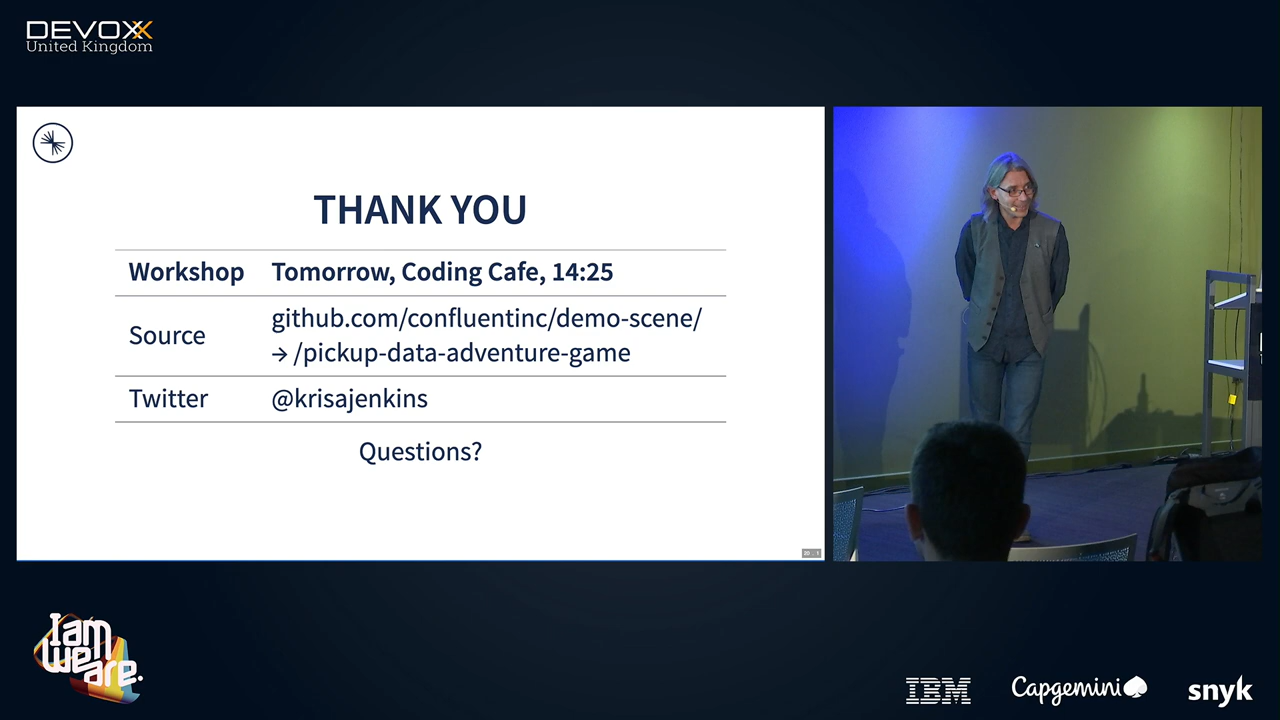 DEVOXX
United Kingdom
THANK YOU
Workshop Tomorrow, Coding Cafe, 14:25
Source github.com/confluentinc/demo-scene/
→ /pickup-data-adventure-game
Twitter @krisajenkins
Questions?
I am
we are.
IBM
Capgemini
snyk